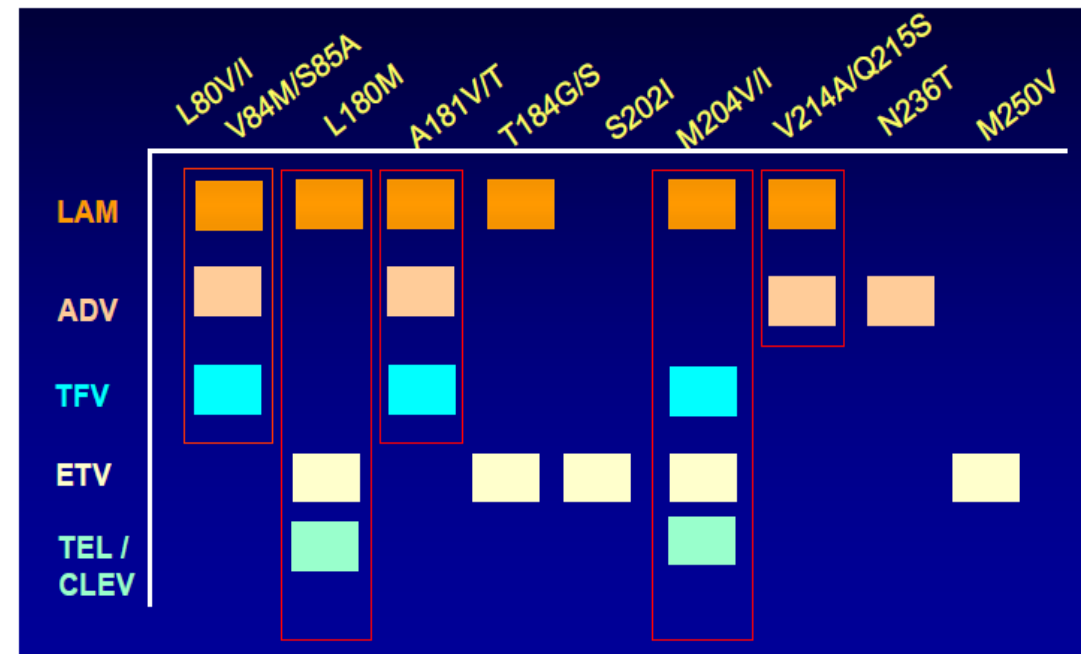 L80V/I
V84M/S85A
L180M
A181V/T
T184G/S
S202I
M204V/I
V214A/Q215S
N236T
M250V
LAM
ADV
TFV
ETV
TEL /
CLEV